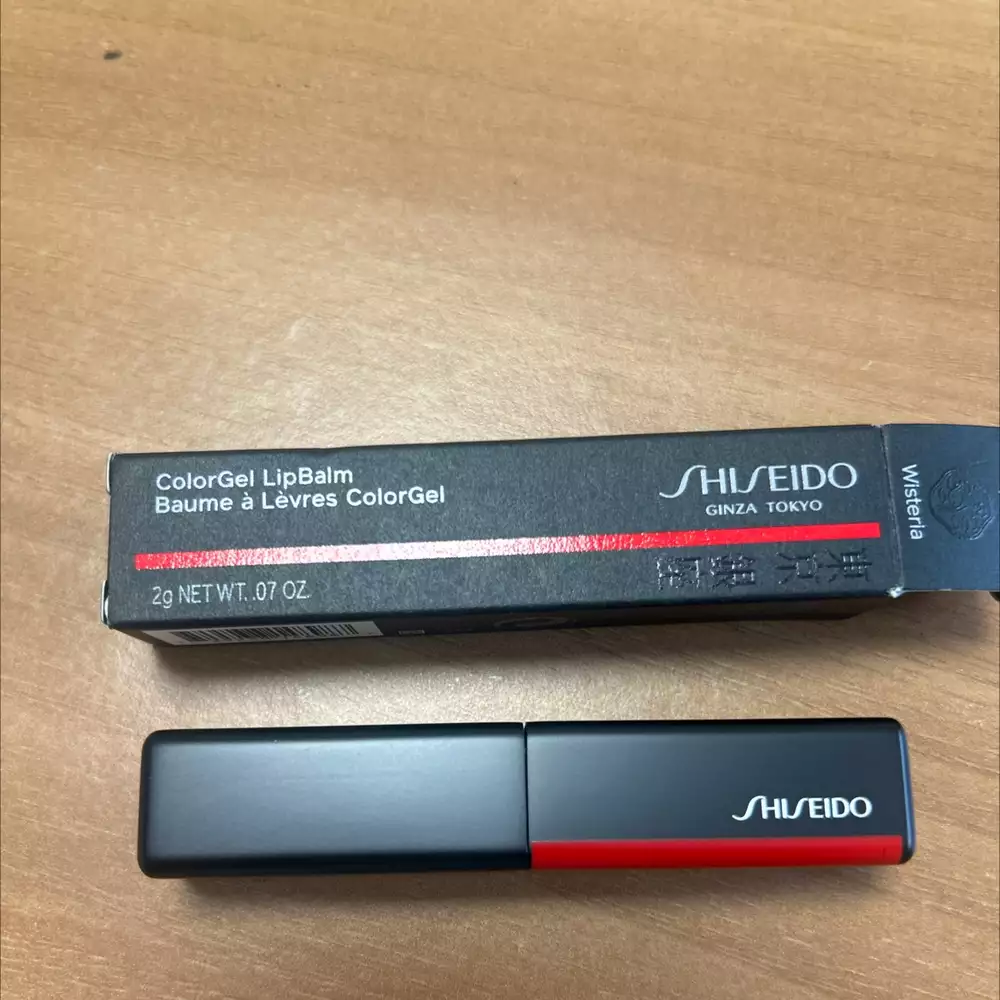 ColorGel LipBalm
Baume à Lèvres ColorGel
SHISEIDO
GINZA TOKYO
Wisteria
2g NET WT. .07 OZ.
東京銀座
SHISEIDO